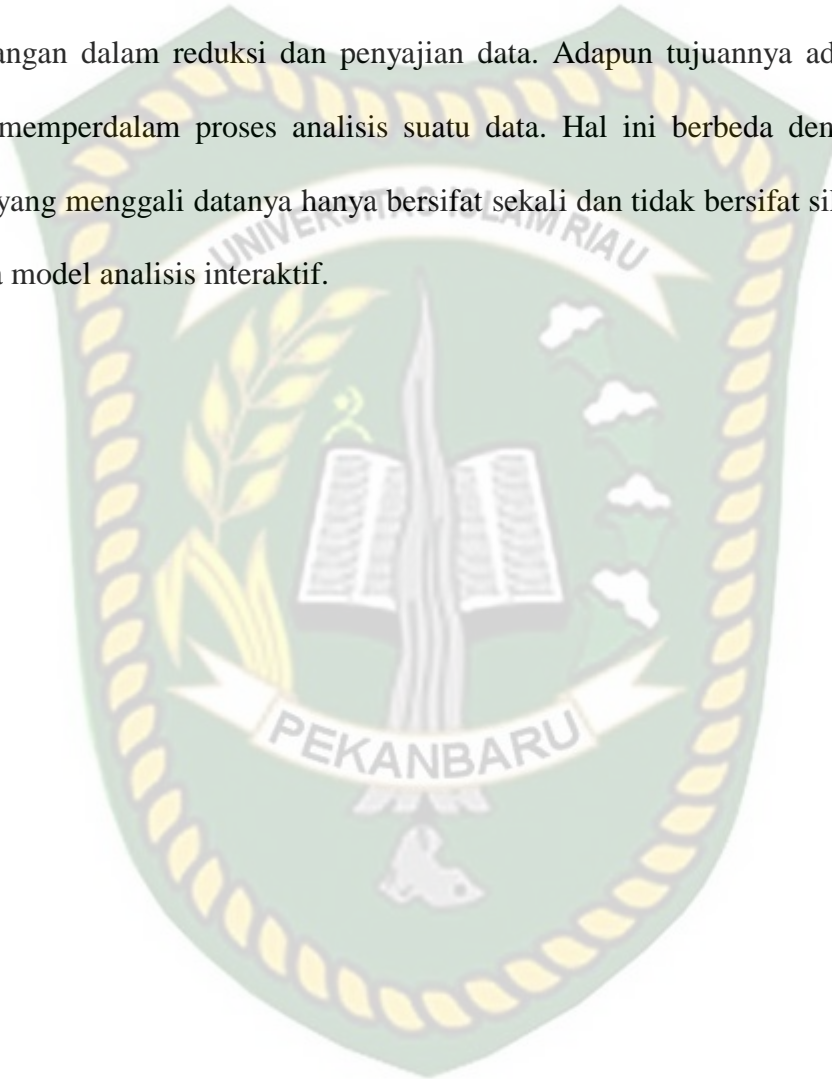 angan dalam reduksi dan penyajian data. Adapun tujuannya ad
memperdalam proses analisis suatu data. Hal ini berbeda den
yang menggali datanya hanya bersifat sekali dan tidak bersifat si
model analisis interaktif.
UNIVERSITAS ISLAM RIAU
PEKANBARU